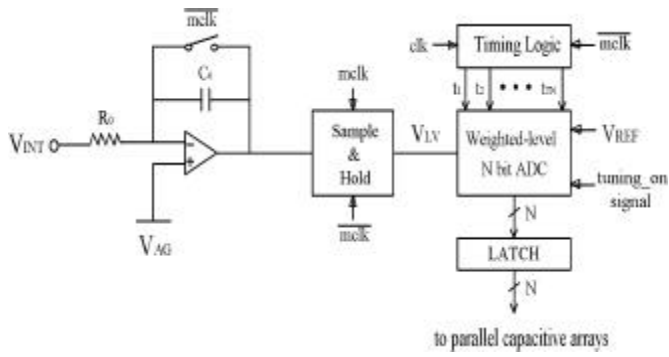 mclk
clk
Timing Logic
mclk
C₁
t₁ t₂ • • • t₂N
R₀
mclk
VINT
−
+
Sample
&
Hold
VLV
Weighted-level
N bit ADC
VREF
tuning_on
signal
VAG
mclk
N
LATCH
N
to parallel capacitive arrays